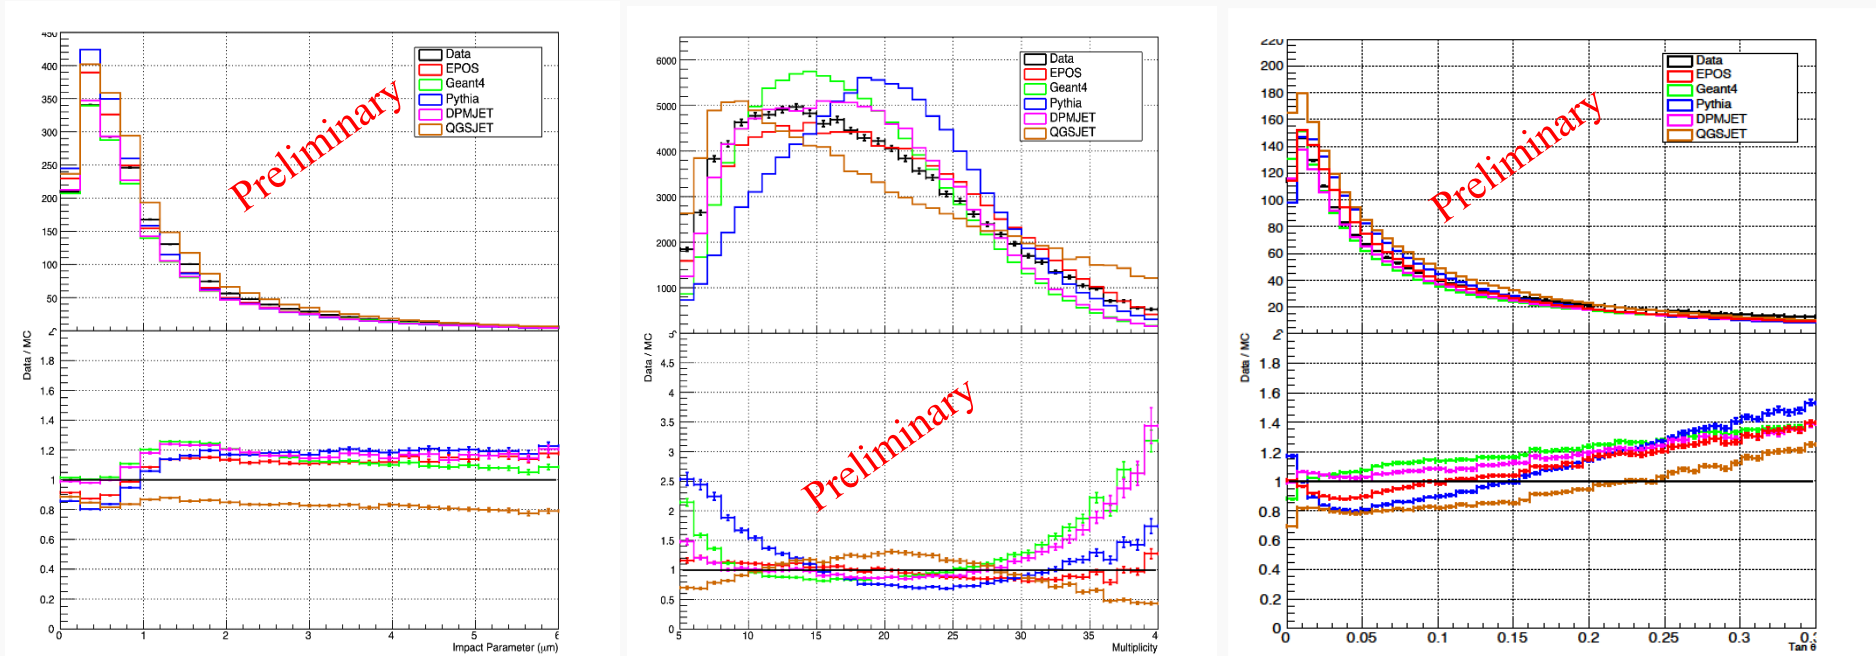 450
400
350
300
250
200
150
100
50
Data
EPOS
Geant4
Pythia
DPMJET
QGSJET
Preliminary
Data / MC
1.8
1.6
1.4
1.2
1
0.8
0.6
0.4
0.2
0
0 1 2 3 4 5 6
Impact Parameter (μm)
6000
5000
4000
3000
2000
1000
Data
EPOS
Geant4
Pythia
DPMJET
QGSJET
Data / MC
4.5
4
3.5
3
2.5
2
1.5
1
0.5
0
Preliminary
5 10 15 20 25 30 35 4
Multiplicity
220
200
180
160
140
120
100
80
60
40
20
Data
EPOS
Geant4
Pythia
DPMJET
QGSJET
Preliminary
Data / MC
2
1.8
1.6
1.4
1.2
1
0.8
0.6
0.4
0.2
0
0 0.05 0.1 0.15 0.2 0.25 0.3
Tan θ